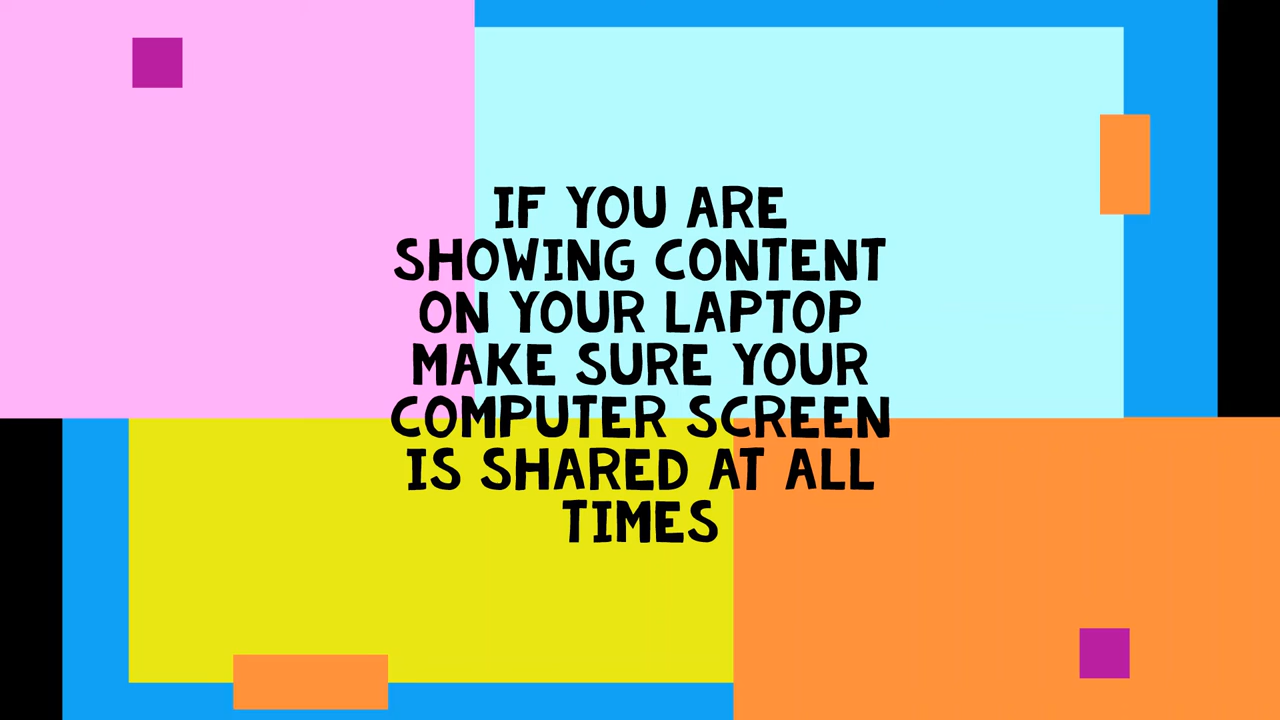 IF YOU ARE
SHOWING CONTENT
ON YOUR LAPTOP
MAKE SURE YOUR
COMPUTER SCREEN
IS SHARED AT ALL
TIMES